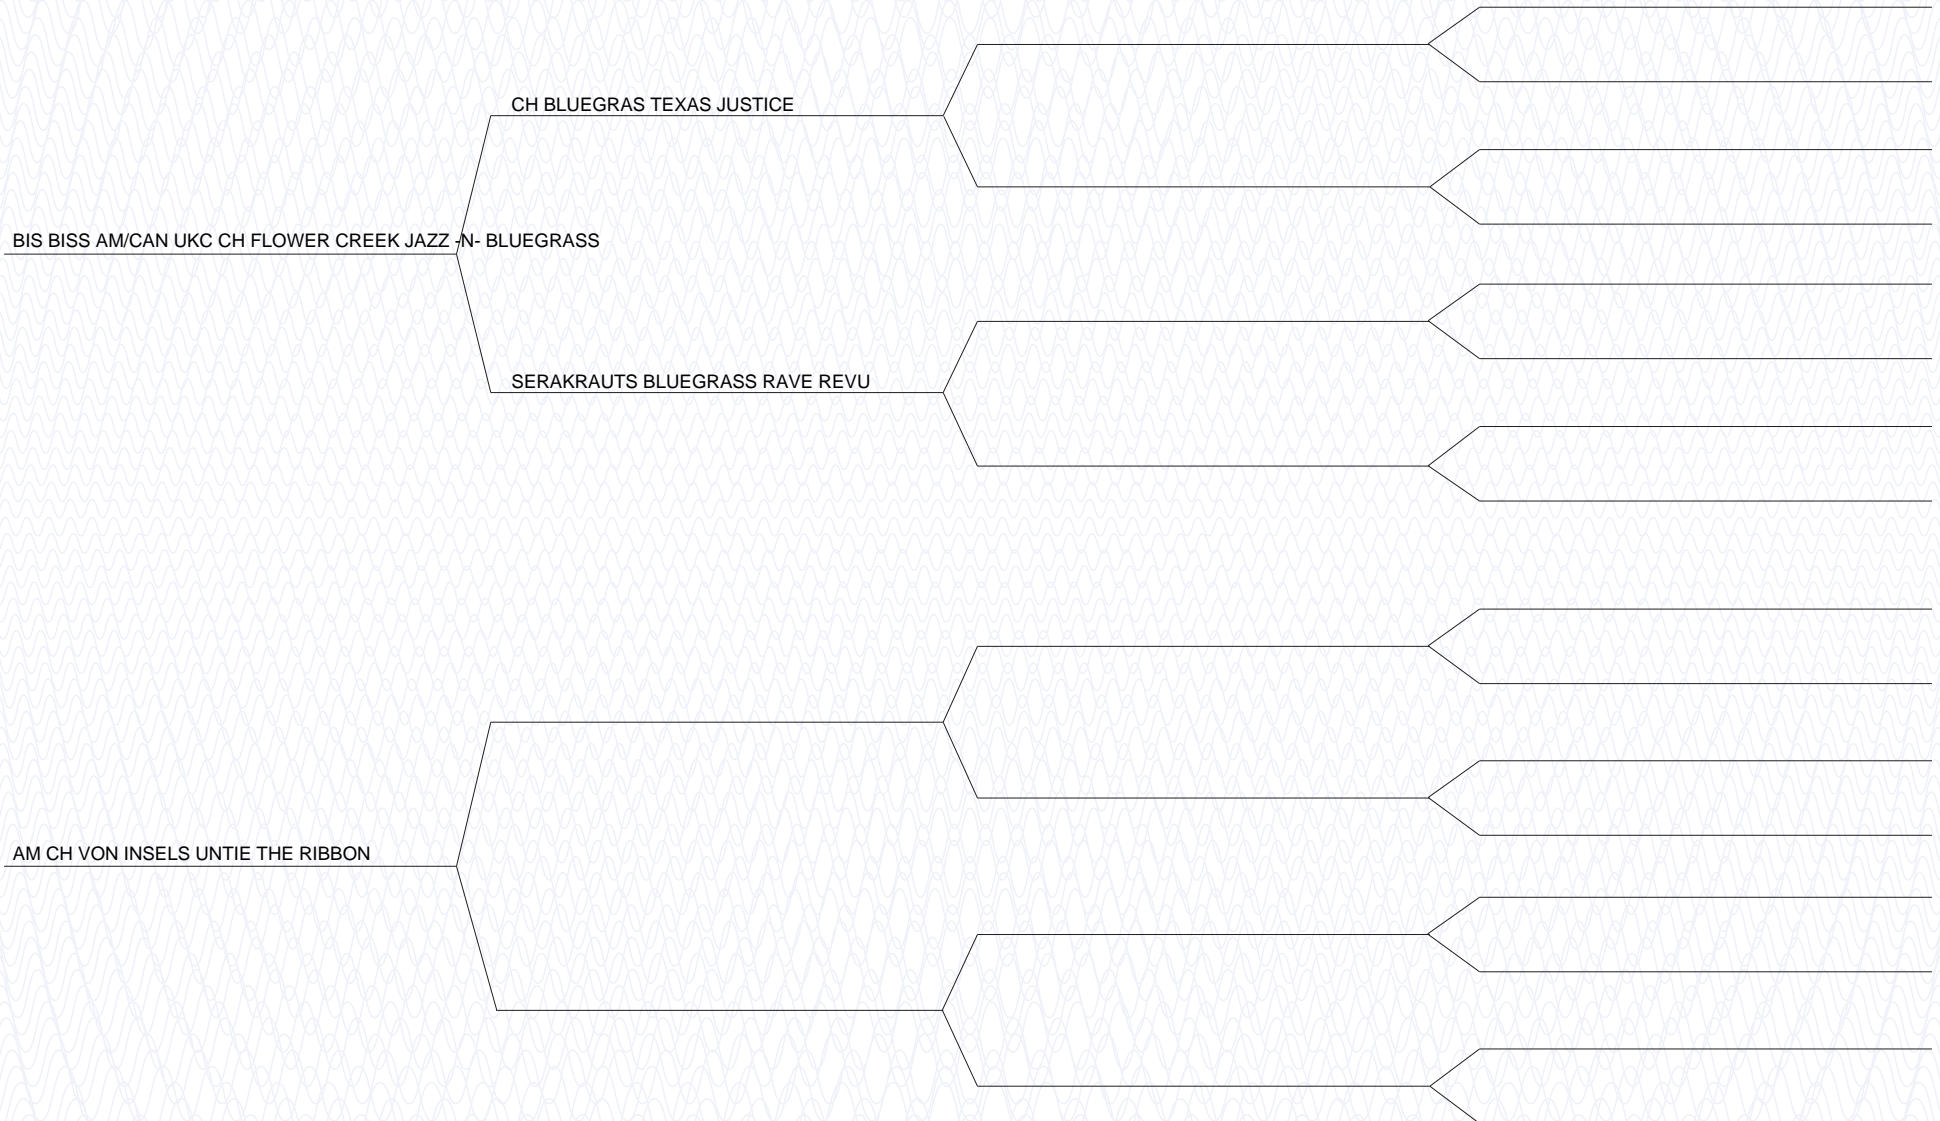 CH BLUEGRAS TEXAS JUSTICE
BIS BISS AM/CAN UKC CH FLOWER CREEK JAZZ -N- BLUEGRASS
SERAKRAUTS BLUEGRASS RAVE REVU
AM CH VON INSELS UNTIE THE RIBBON